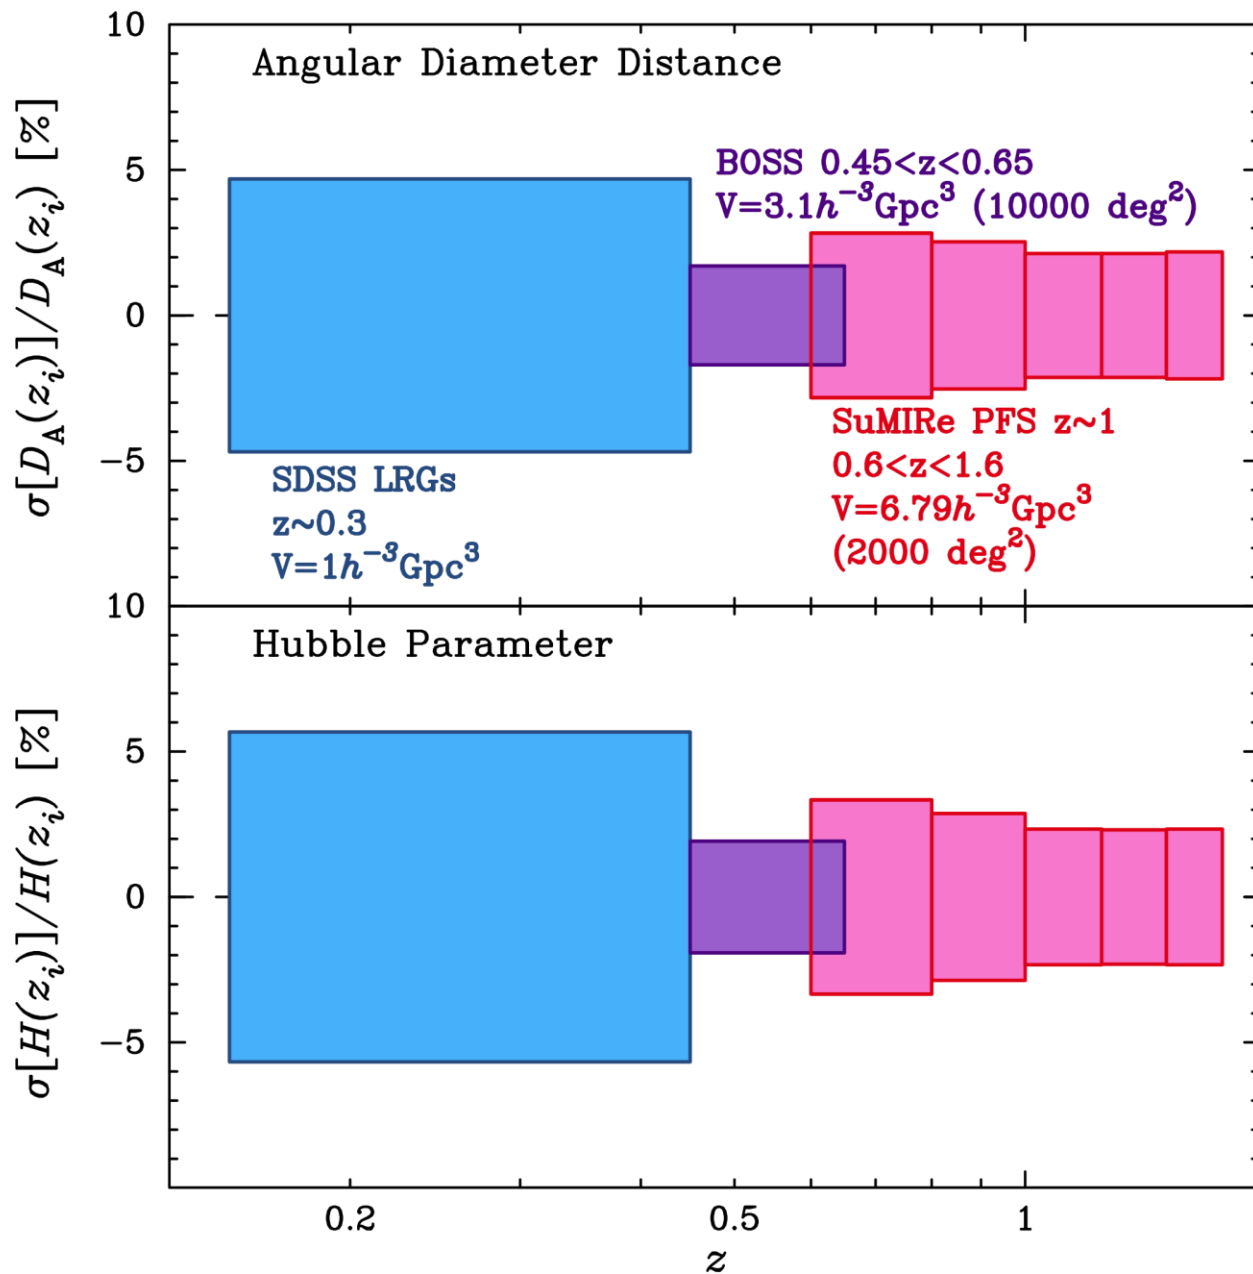 10
Angular Diameter Distance
σ[D_A(z_i)]/D_A(z_i) [%]
5
BOSS 0.45<z<0.65
V=3.1h⁻³Gpc³ (10000 deg²)
0
SuMIRe PFS z~1
0.6<z<1.6
V=6.79h⁻³Gpc³
(2000 deg²)
−5
SDSS LRGs
z~0.3
V=1h⁻³Gpc³
10
Hubble Parameter
σ[H(z_i)]/H(z_i) [%]
5
0
−5
0.2 0.5 1
z